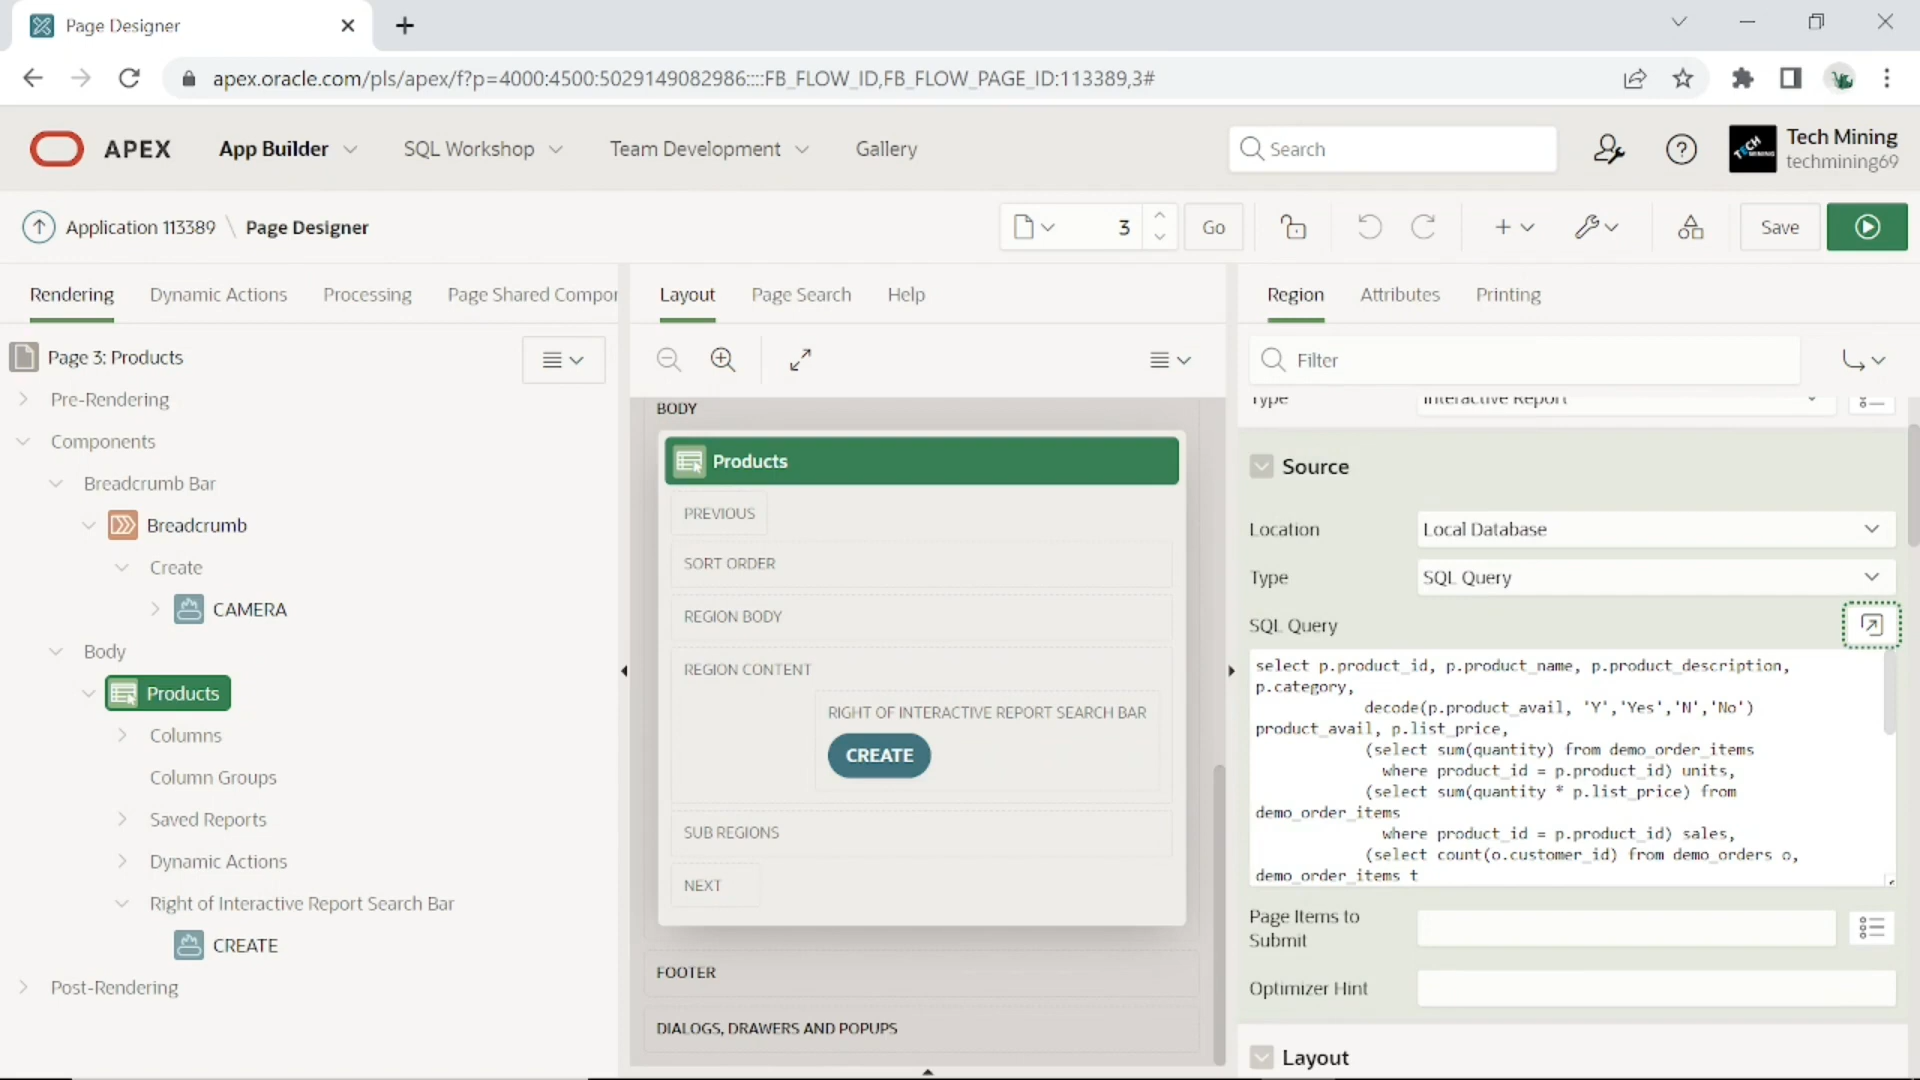 Page Designer
apex.oracle.com/pls/apex/f?p=4000:4500:5029149082986::::FB_FLOW_ID,FB_FLOW_PAGE_ID:113389,3#
APEX
App Builder
SQL Workshop
Team Development
Gallery
Search
Tech Mining
techmining69
Application 113389 \ Page Designer
3
Go
Save
Rendering
Dynamic Actions
Processing
Page Shared Compor
Page 3: Products
Pre-Rendering
Components
Breadcrumb Bar
Breadcrumb
Create
CAMERA
Body
Products
Columns
Column Groups
Saved Reports
Dynamic Actions
Right of Interactive Report Search Bar
CREATE
Post-Rendering
Layout
Page Search
Help
BODY
Products
PREVIOUS
SORT ORDER
REGION BODY
REGION CONTENT
RIGHT OF INTERACTIVE REPORT SEARCH BAR
CREATE
SUB REGIONS
NEXT
FOOTER
DIALOGS, DRAWERS AND POPUPS
Region
Attributes
Printing
Filter
Type
Interactive Report
Source
Location
Local Database
Type
SQL Query
SQL Query
select p.product_id, p.product_name, p.product_description,
p.category,
decode(p.product_avail, 'Y','Yes','N','No')
product_avail, p.list_price,
(select sum(quantity) from demo_order_items
where product_id = p.product_id) units,
(select sum(quantity * p.list_price) from
demo_order_items
where product_id = p.product_id) sales,
(select count(o.customer_id) from demo_orders o,
demo_order_items t
Page Items to
Submit
Optimizer Hint
Layout